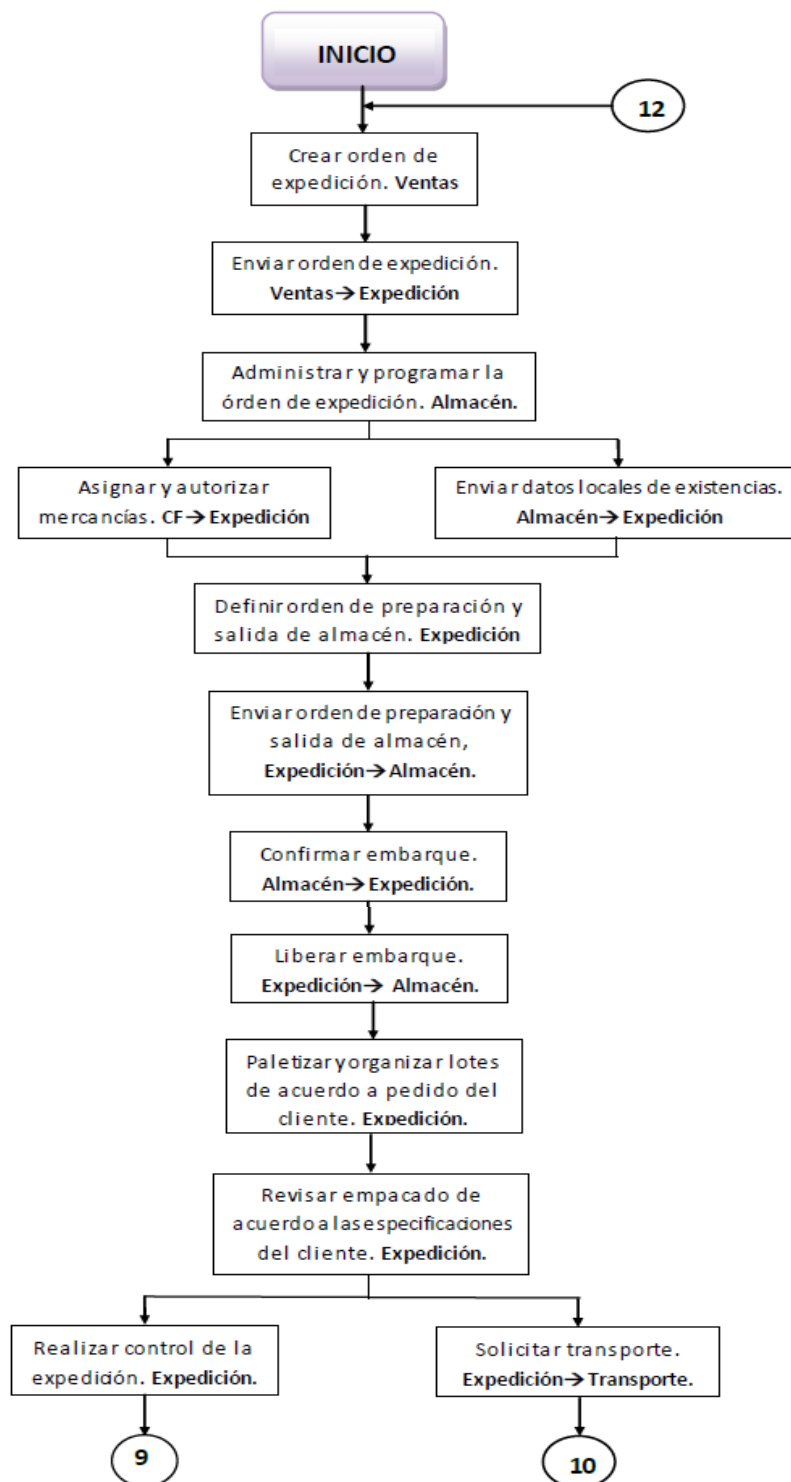 INICIO
12
Crear orden de
expedición. Ventas
Enviar orden de expedición.
Ventas→Expedición
Administrar y programar la
órden de expedición. Almacén.
Asignar y autorizar
mercancías. CF→Expedición
Enviar datos locales de existencias.
Almacén→Expedición
Definir orden de preparación y
salida de almacén. Expedición
Enviar orden de preparación y
salida de almacén,
Expedición→Almacén.
Confirmar embarque.
Almacén→Expedición.
Liberar embarque.
Expedición→ Almacén.
Paletizar y organizar lotes
de acuerdo a pedido del
cliente. Expedición.
Revisar empacado de
acuerdo a las especificaciones
del cliente. Expedición.
Realizar control de la
expedición. Expedición.
Solicitar transporte.
Expedición→Transporte.
9
10